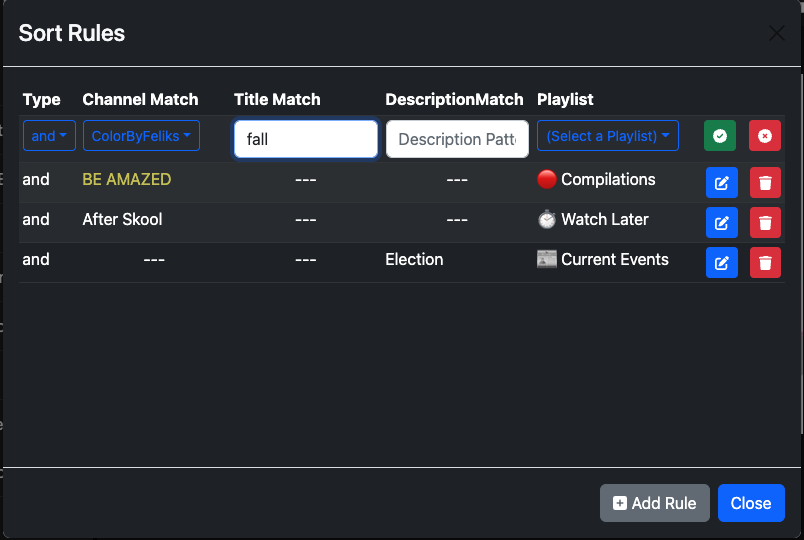 Sort Rules
Type Channel Match Title Match DescriptionMatch Playlist
and ColorByFeliks fall Description Patt (Select a Playlist)
and BE AMAZED --- --- Compilations
and After Skool --- --- Watch Later
and --- --- Election Current Events
Add Rule Close